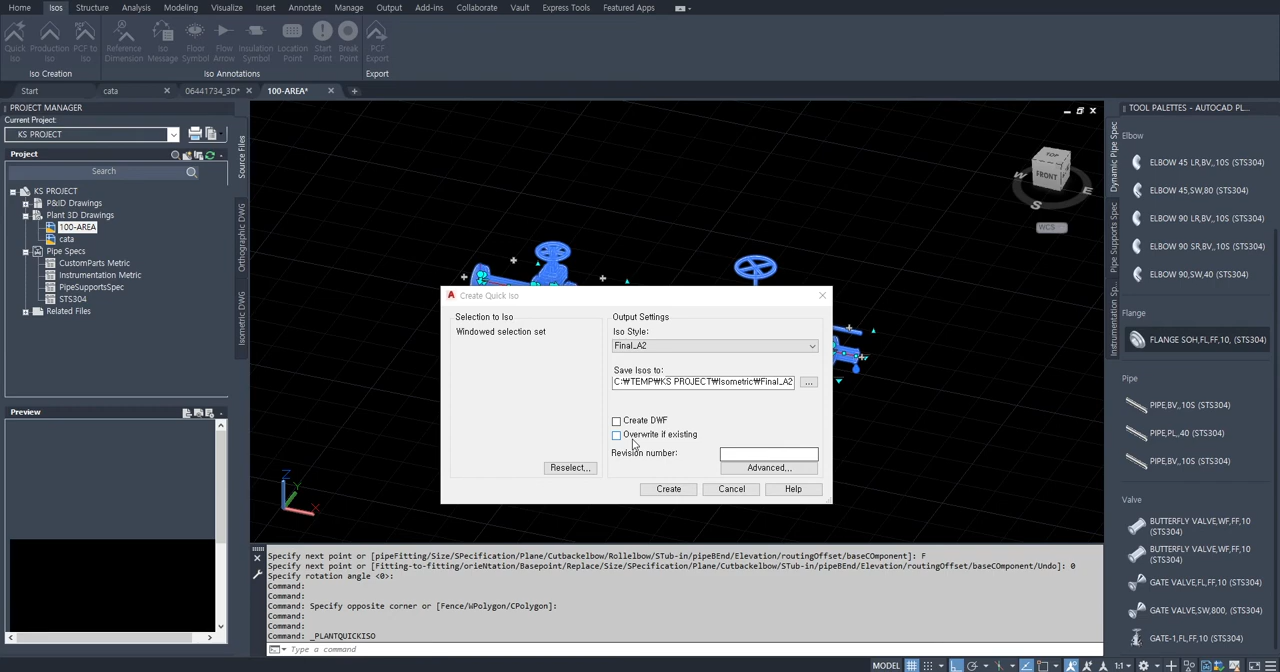 Home Isos Structure Analysis Modeling Visualize Insert Annotate Manage Output Add-ins Collaborate Vault Express Tools Featured Apps
Quick Iso
Production Iso
PCF to Iso
Reference Dimension
Iso Message
Floor Symbol
Flow Arrow
Insulation Symbol
Location Point
Start Point
Break Point
PCF Export
Iso Creation Iso Annotations Export
Start cata 06441734_3D* 100-AREA*
PROJECT MANAGER
Current Project:
KS PROJECT
Project
Search
KS PROJECT
P&ID Drawings
Plant 3D Drawings
100-AREA
cata
Pipe Specs
CustomParts Metric
Instrumentation Metric
PipeSupportsSpec
STS304
Related Files
Preview
Source Files
Orthographic DWG
Isometric DWG
TOP
FRONT
W
S
E
WCS
Z
Y
X
Create Quick Iso
Selection to Iso
Windowed selection set
Reselect...
Output Settings
Iso Style:
Final_A2
Save Isos to:
C:₩TEMP₩KS PROJECT₩Isometric₩Final_A2
...
Create DWF
Overwrite if existing
Revision number:
Advanced...
Create Cancel Help
Specify next point or [pipeFitting/Size/SPecification/Plane/Cutbackelbow/Rollelbow/STub-in/pipeBEnd/Elevation/routingOffset/baseCOmponent]: F
Specify next point or [Fitting-to-fitting/orieNtation/Basepoint/Replace/Size/SPecification/Plane/Cutbackelbow/STub-in/pipeBEnd/Elevation/routingOffset/baseCOmponent/Undo]: 0
Specify rotation angle <0>:
Command:
Command:
Command: Specify opposite corner or [Fence/WPolygon/CPolygon]:
Command:
Command: _PLANTQUICKISO
Type a command
TOOL PALETTES - AUTOCAD PL...
Dynamic Pipe Spec
Pipe Supports Spec
Instrumentation Sp...
Elbow
ELBOW 45 LR,BV,,10S (STS304)
ELBOW 45,SW,80 (STS304)
ELBOW 90 LR,BV,,10S (STS304)
ELBOW 90 SR,BV,,10S (STS304)
ELBOW 90,SW,40 (STS304)
Flange
FLANGE SOH,FL,FF,10, (STS304)
Pipe
PIPE,BV,,10S (STS304)
PIPE,PL,,40 (STS304)
PIPE,BV,,10S (STS304)
Valve
BUTTERFLY VALVE,WF,FF,10 (STS304)
BUTTERFLY VALVE,WF,FF,10 (STS304)
GATE VALVE,FL,FF,10 (STS304)
GATE VALVE,SW,800, (STS304)
GATE-1,FL,FF,10 (STS304)
MODEL 1:1